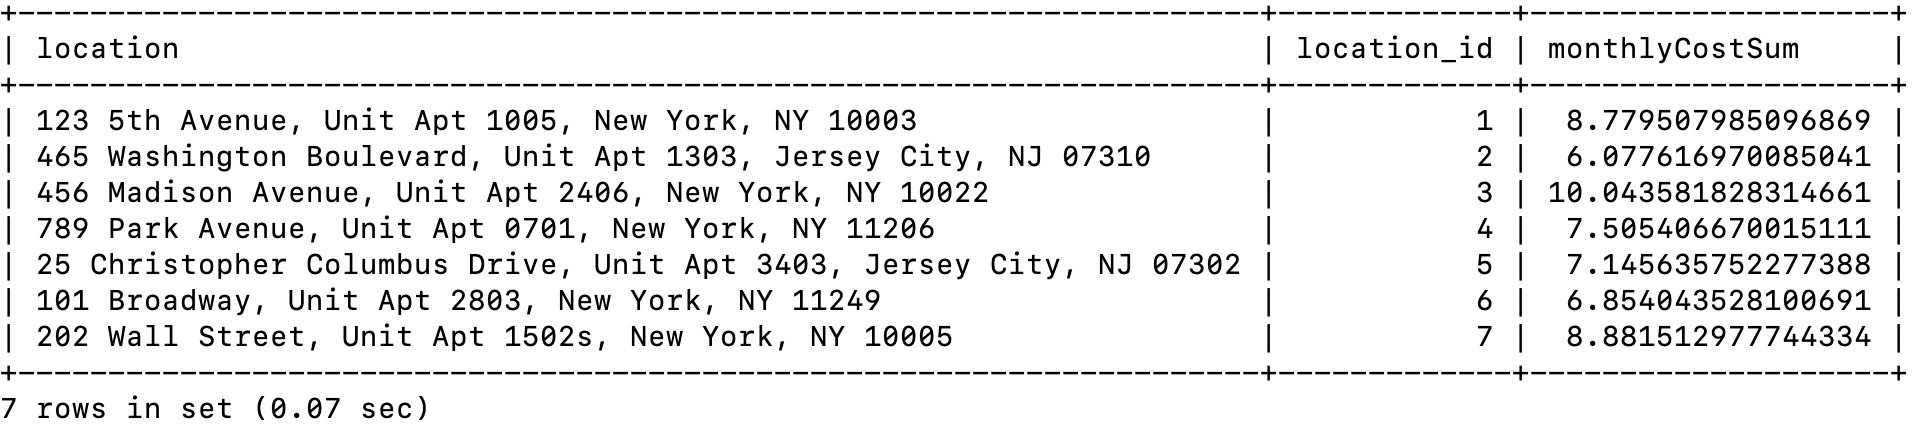 +---------------------------------------------------------------------+-------------+--------------------+
| location                                                            | location_id | monthlyCostSum     |
+---------------------------------------------------------------------+-------------+--------------------+
| 123 5th Avenue, Unit Apt 1005, New York, NY 10003                   |           1 |  8.779507985096869 |
| 465 Washington Boulevard, Unit Apt 1303, Jersey City, NJ 07310      |           2 |  6.077616970085041 |
| 456 Madison Avenue, Unit Apt 2406, New York, NY 10022               |           3 | 10.043581828314661 |
| 789 Park Avenue, Unit Apt 0701, New York, NY 11206                  |           4 |  7.505406670015111 |
| 25 Christopher Columbus Drive, Unit Apt 3403, Jersey City, NJ 07302 |           5 |  7.145635752277388 |
| 101 Broadway, Unit Apt 2803, New York, NY 11249                     |           6 |  6.854043528100691 |
| 202 Wall Street, Unit Apt 1502s, New York, NY 10005                 |           7 |  8.881512977744334 |
+---------------------------------------------------------------------+-------------+--------------------+
7 rows in set (0.07 sec)